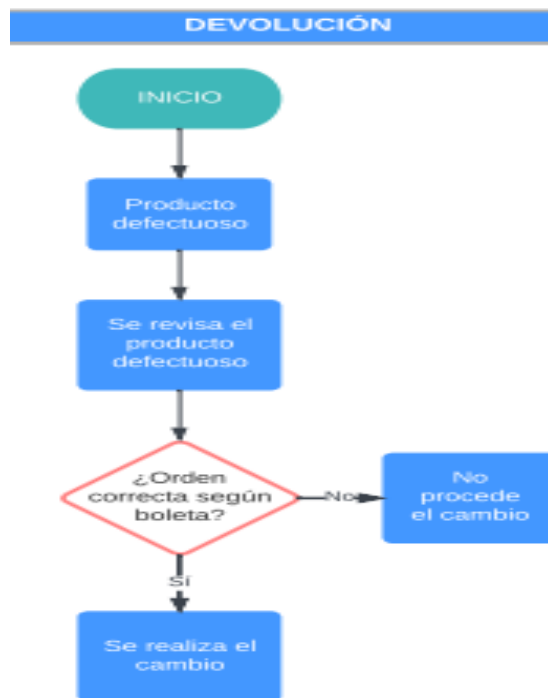 DEVOLUCIÓN
INICIO
Producto
defectuoso
Se revisa el
producto
defectuoso
¿Orden
correcta según
boleta?
No
No
procede
el cambio
Sí
Se realiza el
cambio